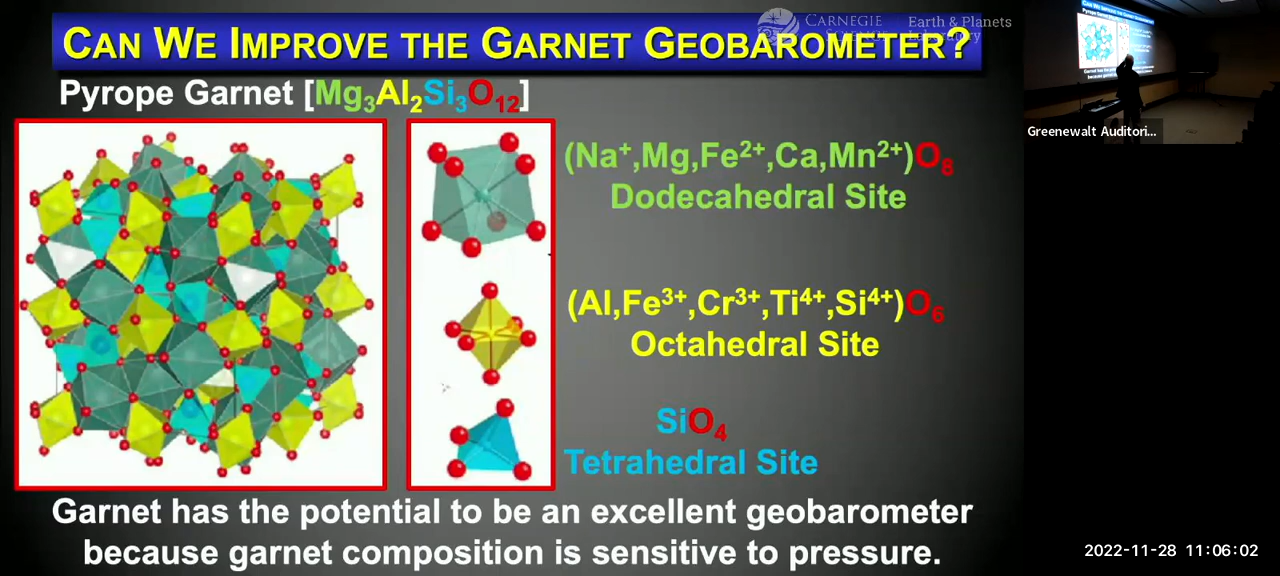 CAN WE IMPROVE THE GARNET GEOBAROMETER?
CARNEGIE SCIENCE
Earth & Planets Laboratory
Pyrope Garnet [Mg₃Al₂Si₃O₁₂]
(Na⁺,Mg,Fe²⁺,Ca,Mn²⁺)O₈
Dodecahedral Site
(Al,Fe³⁺,Cr³⁺,Ti⁴⁺,Si⁴⁺)O₆
Octahedral Site
SiO₄
Tetrahedral Site
Garnet has the potential to be an excellent geobarometer
because garnet composition is sensitive to pressure.
Greenewalt Auditori...
2022-11-28 11:06:02